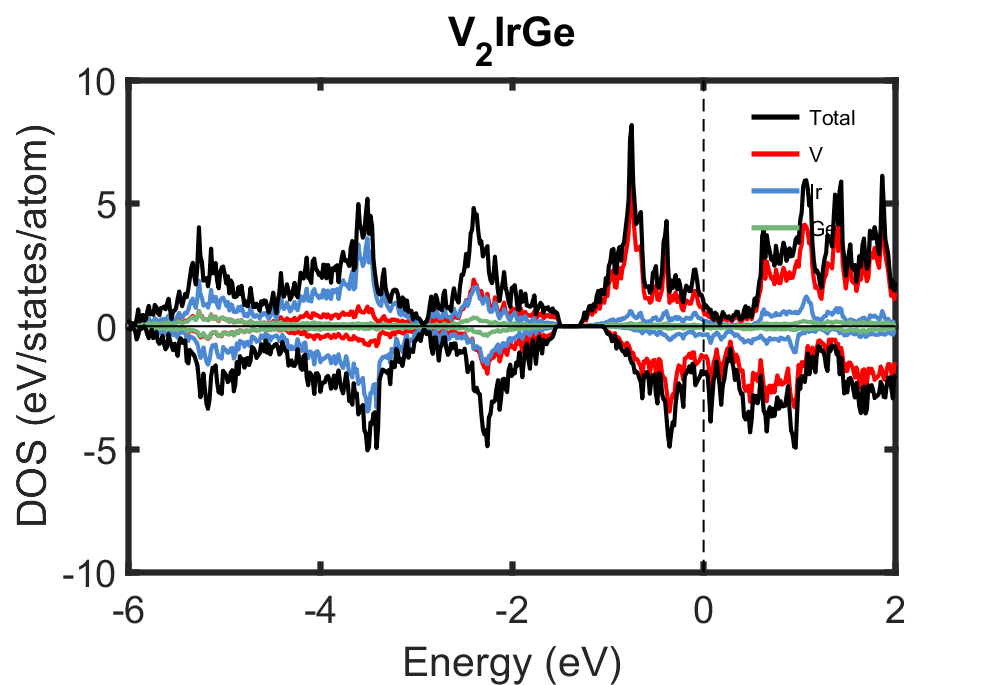 V2IrGe
10
5
0
-5
-10
DOS (eV/states/atom)
Total
V
Ir
Ge
-6 -4 -2 0 2
Energy (eV)